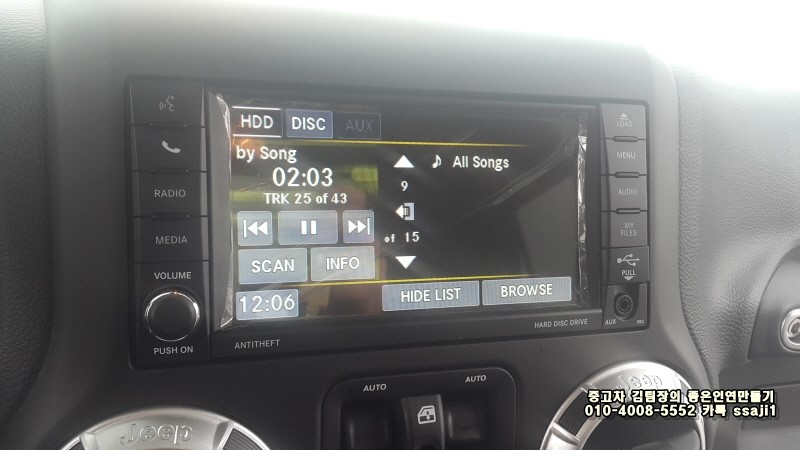 HDD DISC AUX
by Song
02:03
TRK 25 of 43
9
of 15
All Songs
SCAN INFO
12:06
HIDE LIST BROWSE
RADIO
MEDIA
VOLUME
PUSH ON
ANTITHEFT
LOAD
MENU
AUDIO
MY
FILES
PULL
AUX
HARD DISC DRIVE
AUTO AUTO
Jeep Jeep
중고차 김팀장의 좋은인연만들기
010-4008-5552 카톡 ssaji1